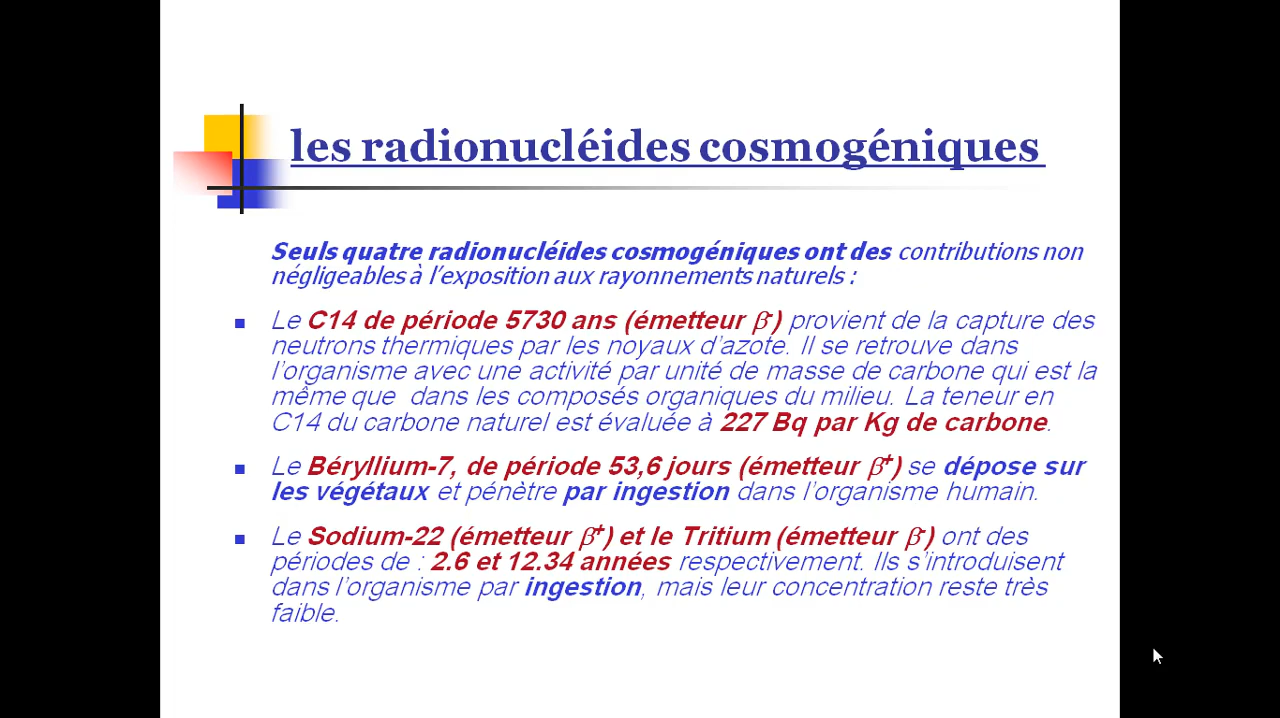 les radionucléides cosmogéniques
Seuls quatre radionucléides cosmogéniques ont des contributions non
négligeables à l'exposition aux rayonnements naturels :
Le C14 de période 5730 ans (émetteur β-) provient de la capture des
neutrons thermiques par les noyaux d'azote. Il se retrouve dans
l'organisme avec une activité par unité de masse de carbone qui est la
même que dans les composés organiques du milieu. La teneur en
C14 du carbone naturel est évaluée à 227 Bq par Kg de carbone.
Le Béryllium-7, de période 53,6 jours (émetteur β+) se dépose sur
les végétaux et pénètre par ingestion dans l'organisme humain.
Le Sodium-22 (émetteur β+) et le Tritium (émetteur β-) ont des
périodes de : 2.6 et 12.34 années respectivement. Ils s'introduisent
dans l'organisme par ingestion, mais leur concentration reste très
faible.